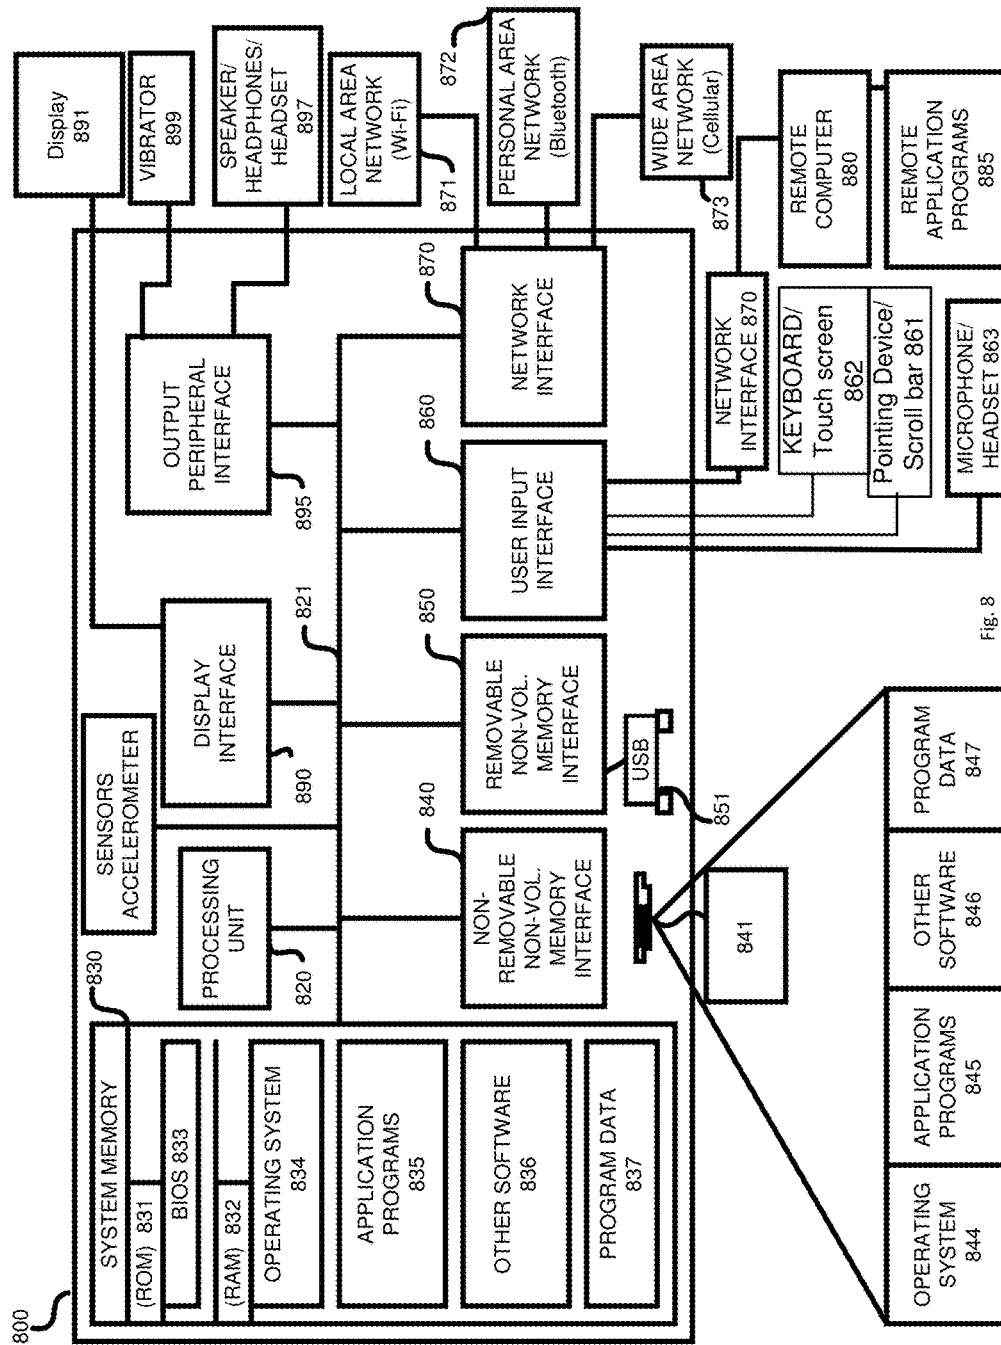 800
SYSTEM MEMORY
830
(ROM) 831
BIOS 833
(RAM) 832
OPERATING SYSTEM
834
APPLICATION
PROGRAMS
835
OTHER SOFTWARE
836
PROGRAM DATA
837
PROCESSING
UNIT
820
SENSORS
ACCELEROMETER
DISPLAY
INTERFACE
890
821
OUTPUT
PERIPHERAL
INTERFACE
895
Display
891
VIBRATOR
899
SPEAKER/
HEADPHONES/
HEADSET
897
LOCAL AREA
NETWORK
(Wi-Fi)
871
872
PERSONAL AREA
NETWORK
(Bluetooth)
WIDE AREA
NETWORK
(Cellular)
873
NON-
REMOVABLE
NON-VOL.
MEMORY
INTERFACE
840
REMOVABLE
NON-VOL.
MEMORY
INTERFACE
850
USER INPUT
INTERFACE
860
NETWORK
INTERFACE
870
USB
851
841
NETWORK
INTERFACE 870
REMOTE
COMPUTER
880
REMOTE
APPLICATION
PROGRAMS
885
KEYBOARD/
Touch screen
862
Pointing Device/
Scroll bar 861
MICROPHONE/
HEADSET 863
OPERATING
SYSTEM
844
APPLICATION
PROGRAMS
845
OTHER
SOFTWARE
846
PROGRAM
DATA
847
Fig. 8